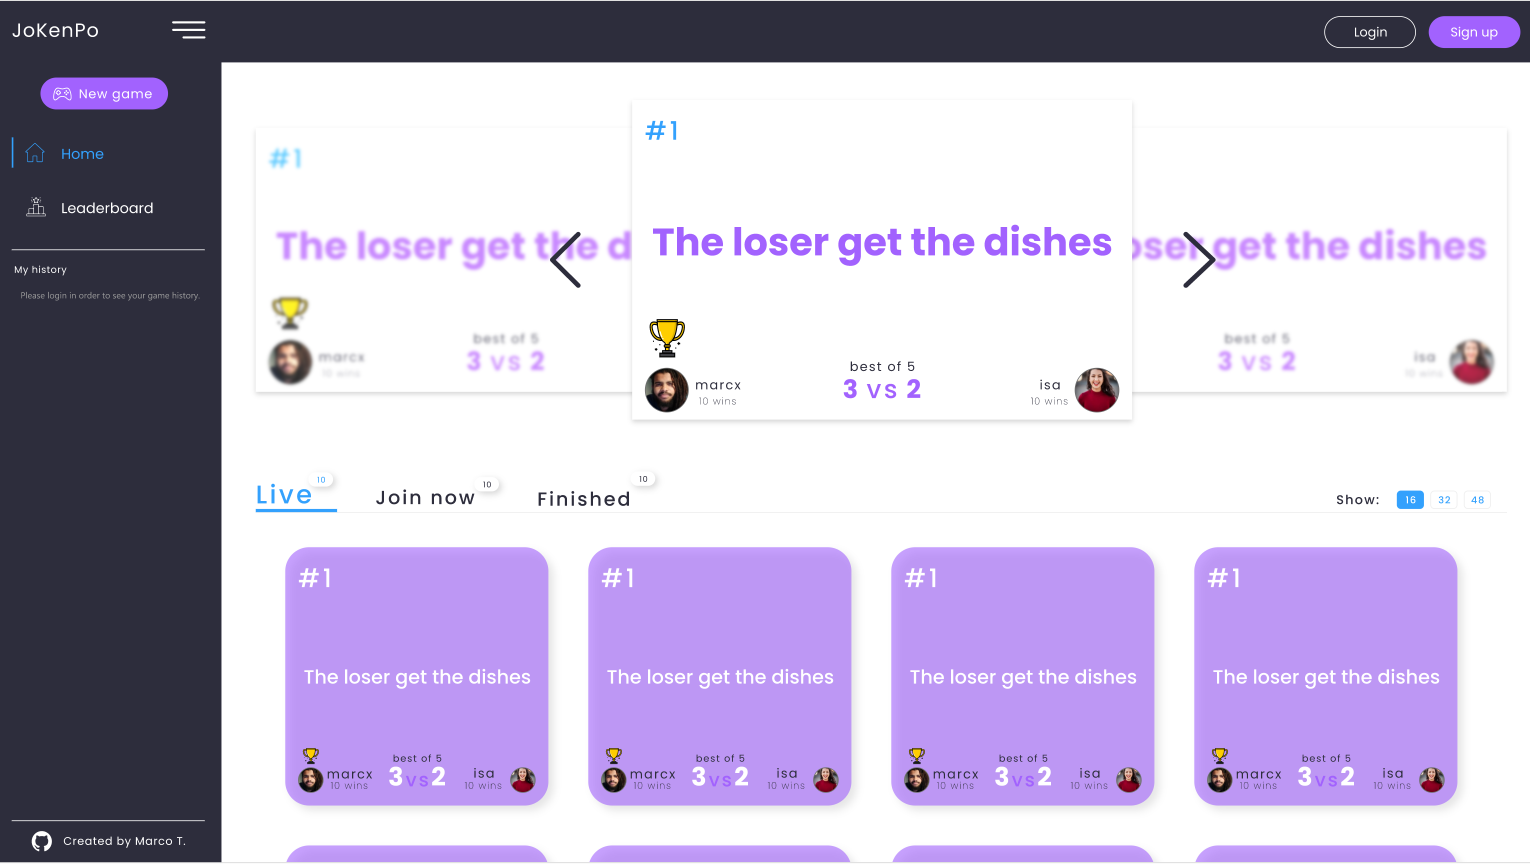 JoKenPo
Login
Sign up
New game
Home
Leaderboard
My history
Please login in order to see your game history.
Created by Marco T.
#1
The loser get the d
best of 5
3 vs 2
marcx
10 wins
#1
The loser get the dishes
best of 5
3 vs 2
marcx
10 wins
isa
10 wins
oser get the dishes
best of 5
3 vs 2
isa
10 wins
Live 10
Join now 10
Finished 10
Show: 16 32 48
#1
The loser get the dishes
best of 5
marcx 3 vs 2 isa
10 wins 10 wins
#1
The loser get the dishes
best of 5
marcx 3 vs 2 isa
10 wins 10 wins
#1
The loser get the dishes
best of 5
marcx 3 vs 2 isa
10 wins 10 wins
#1
The loser get the dishes
best of 5
marcx 3 vs 2 isa
10 wins 10 wins